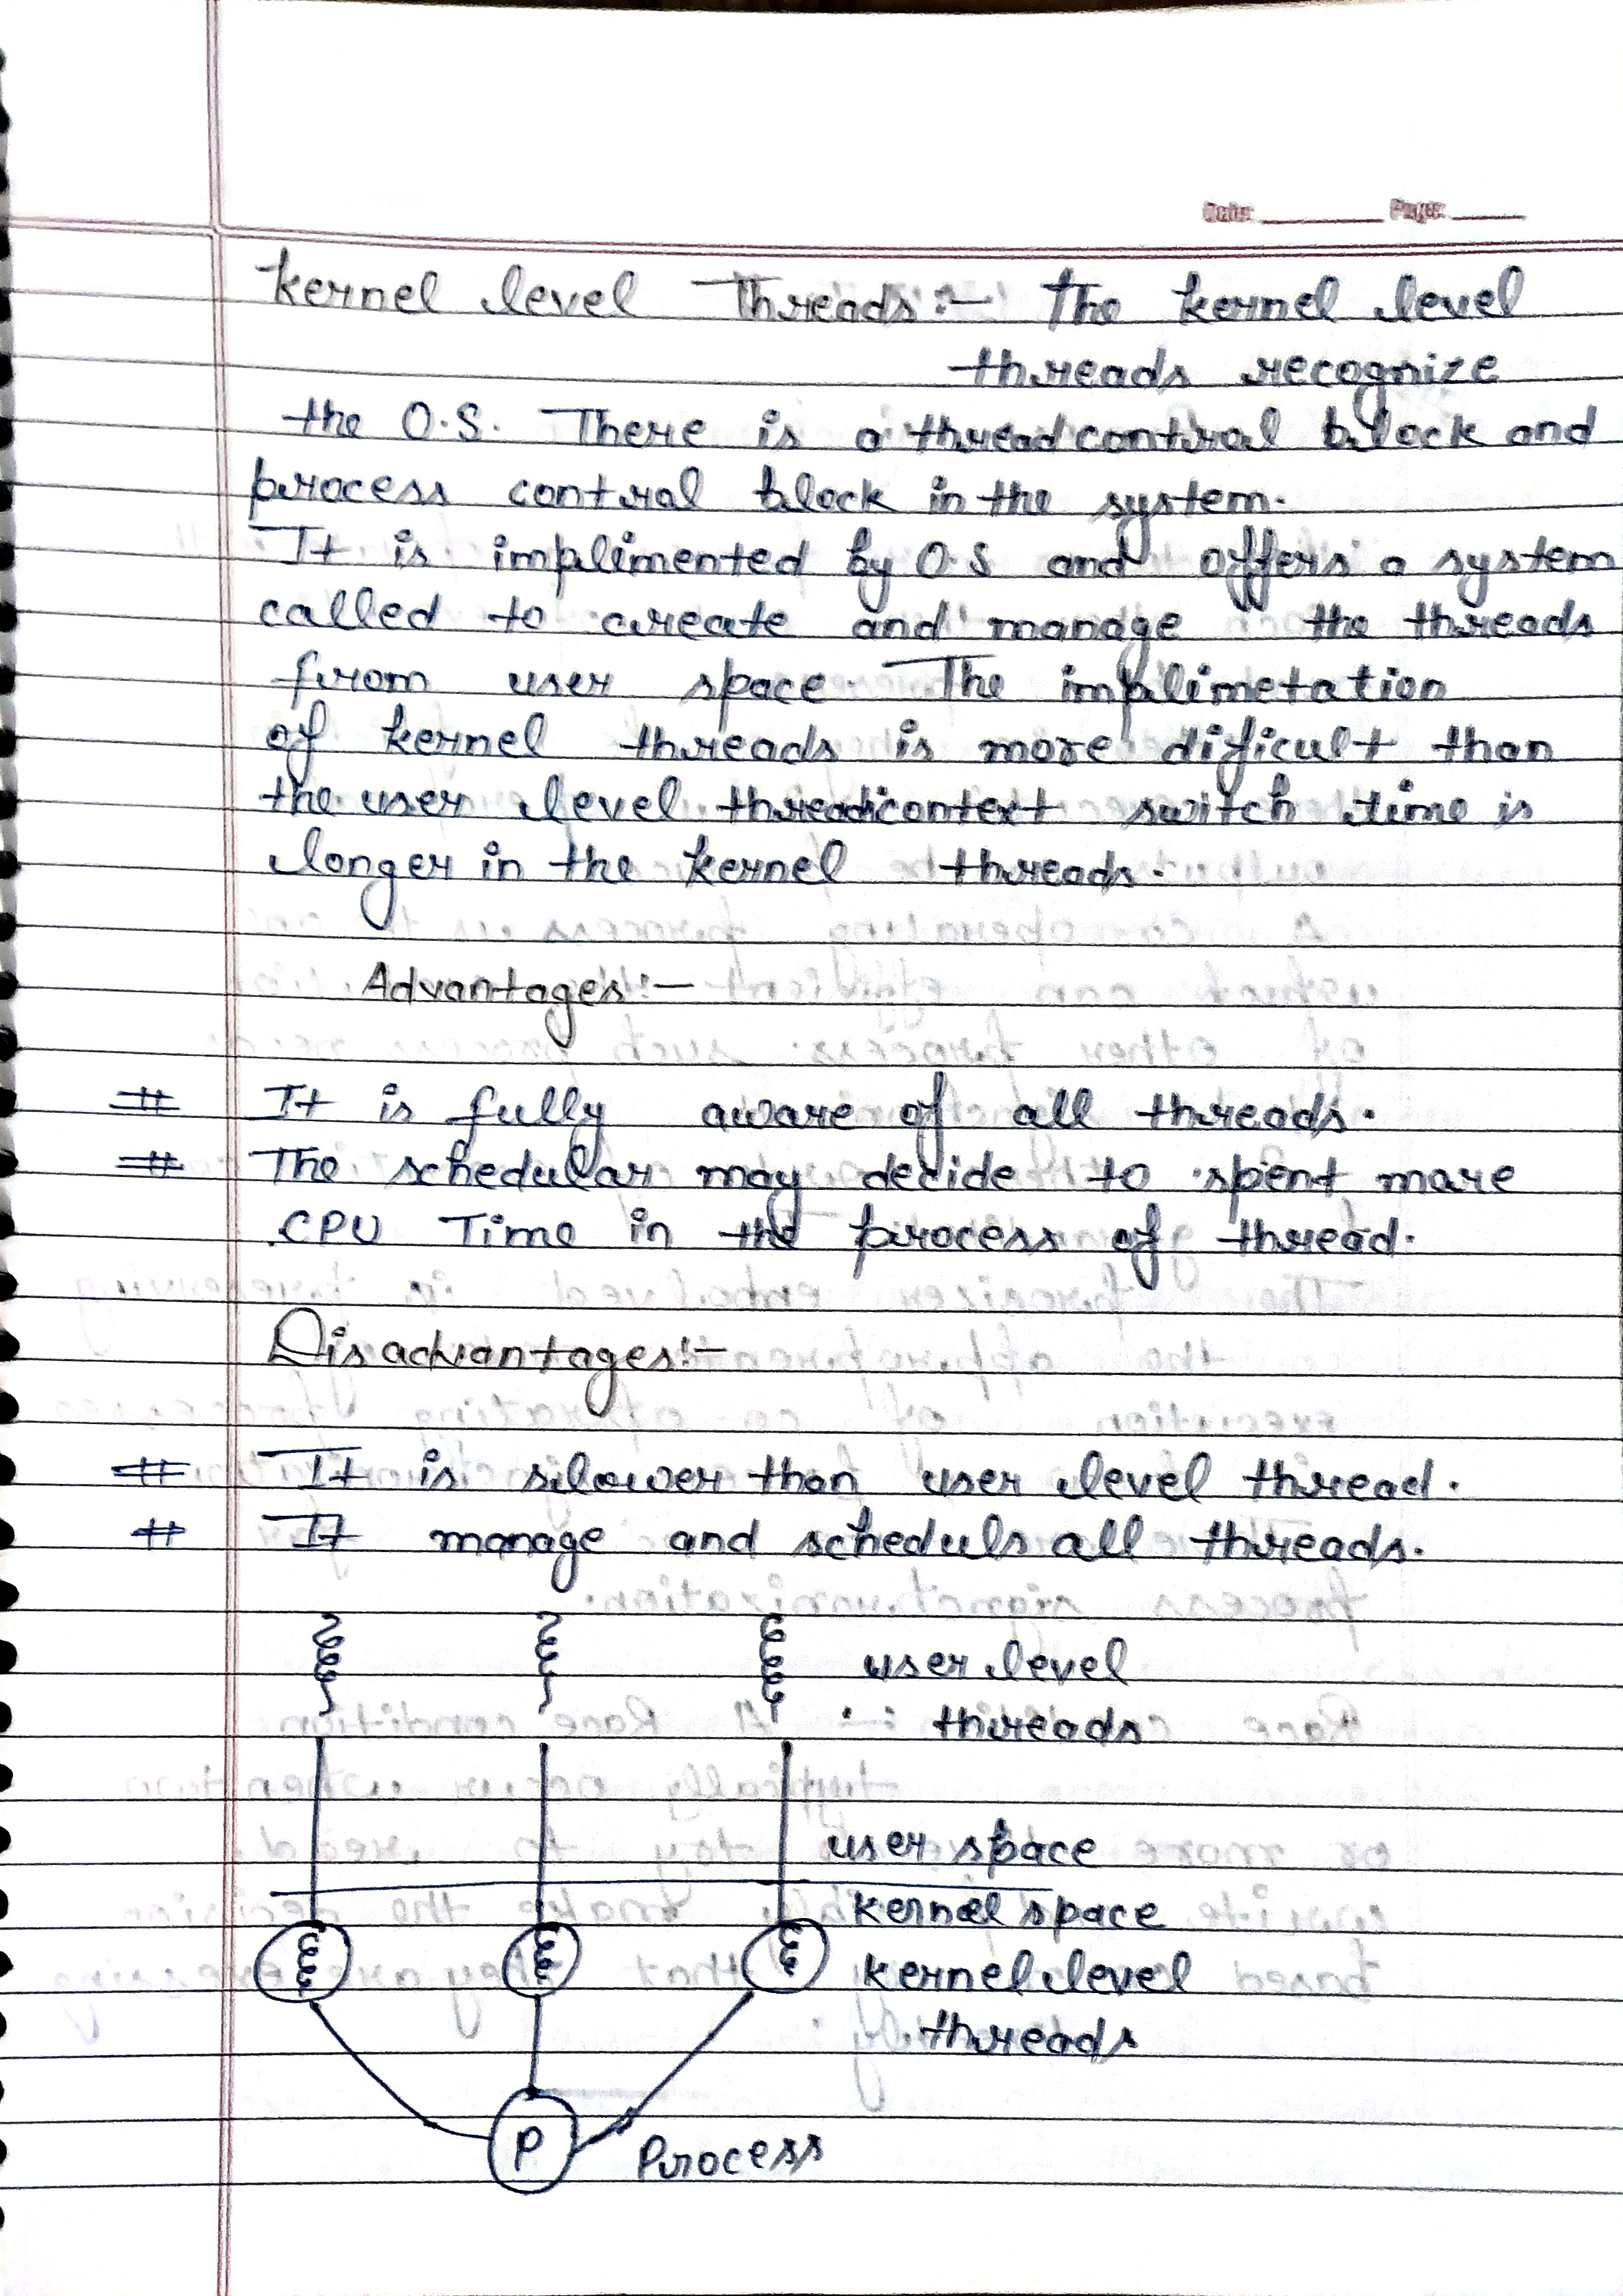 Date: Page:
Kernel level Threads:- The kernel level
threads recognize
the O.S. There is a thread control block and
process control block in the system.
It is implimented by O.S and offers a system
called to create and manage the threads
from user space. The implimetation
of kernel threads is more dificult than
the user level thread.context switch time is
longer in the kernel threads.
Advantages:-
# It is fully aware of all threads.
# The schedular may decide to spent more
CPU Time in the process of thread.
Disadvantages:-
# It is slower than user level thread.
# It manage and scheduls all threads.
user level
threads
user space
kernel space
kernel level
threads
P Process